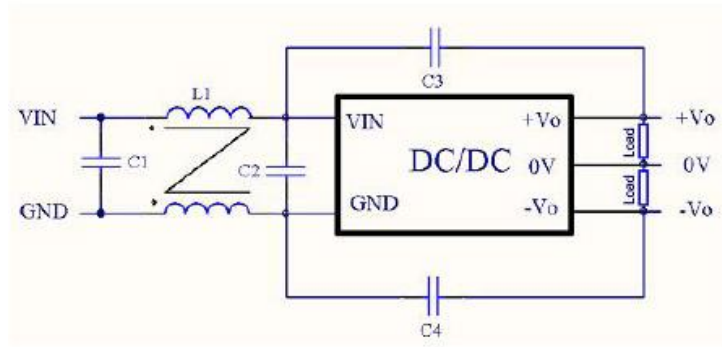 C3
L1
VIN
VIN
+Vo
+Vo
Load
C1
C2
DC/DC
0V
0V
Load
GND
GND
-Vo
-Vo
C4